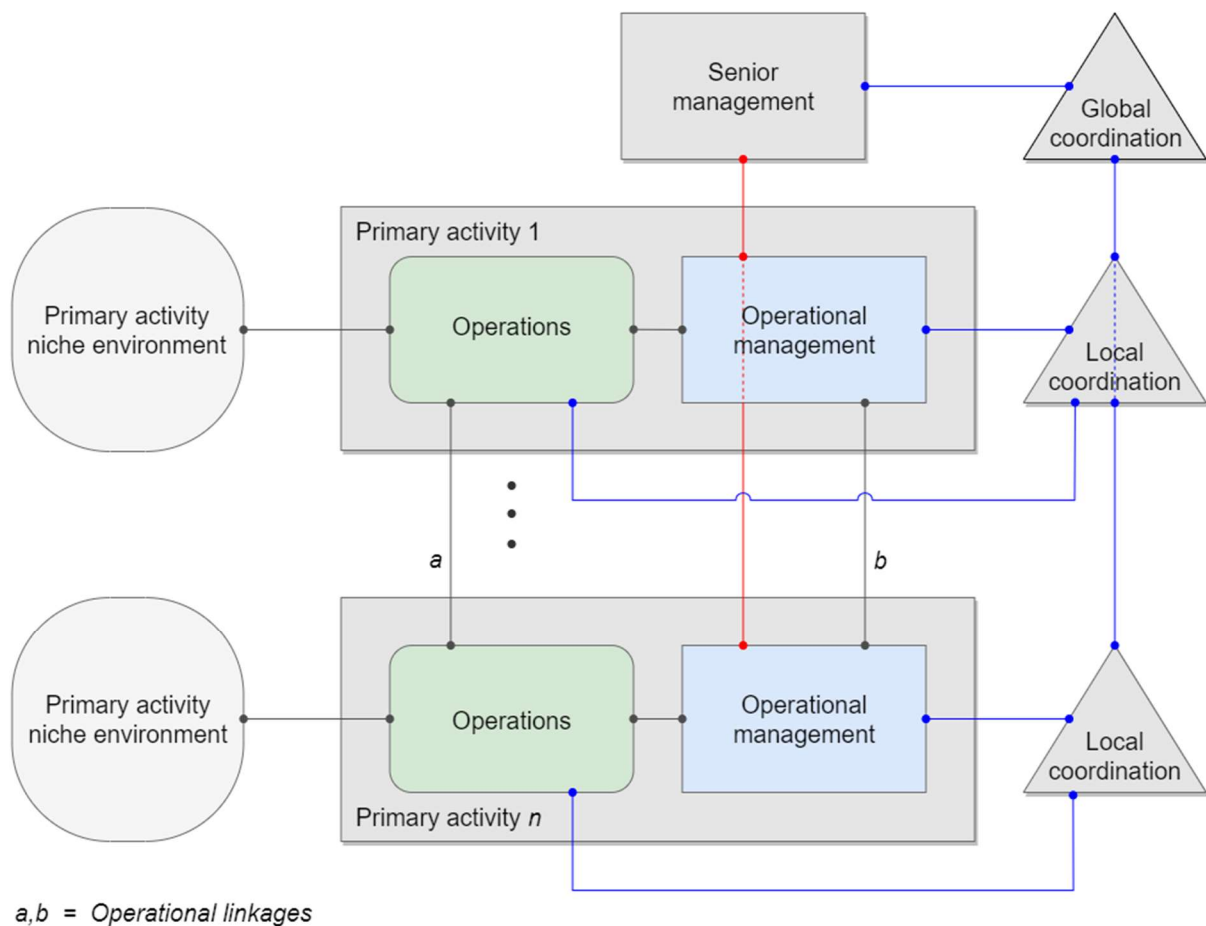 Senior
management
Global
coordination
Primary activity 1
Primary activity
niche environment
Operations
Operational
management
Local
coordination
a
b
Primary activity
niche environment
Operations
Operational
management
Local
coordination
Primary activity n
a,b = Operational linkages